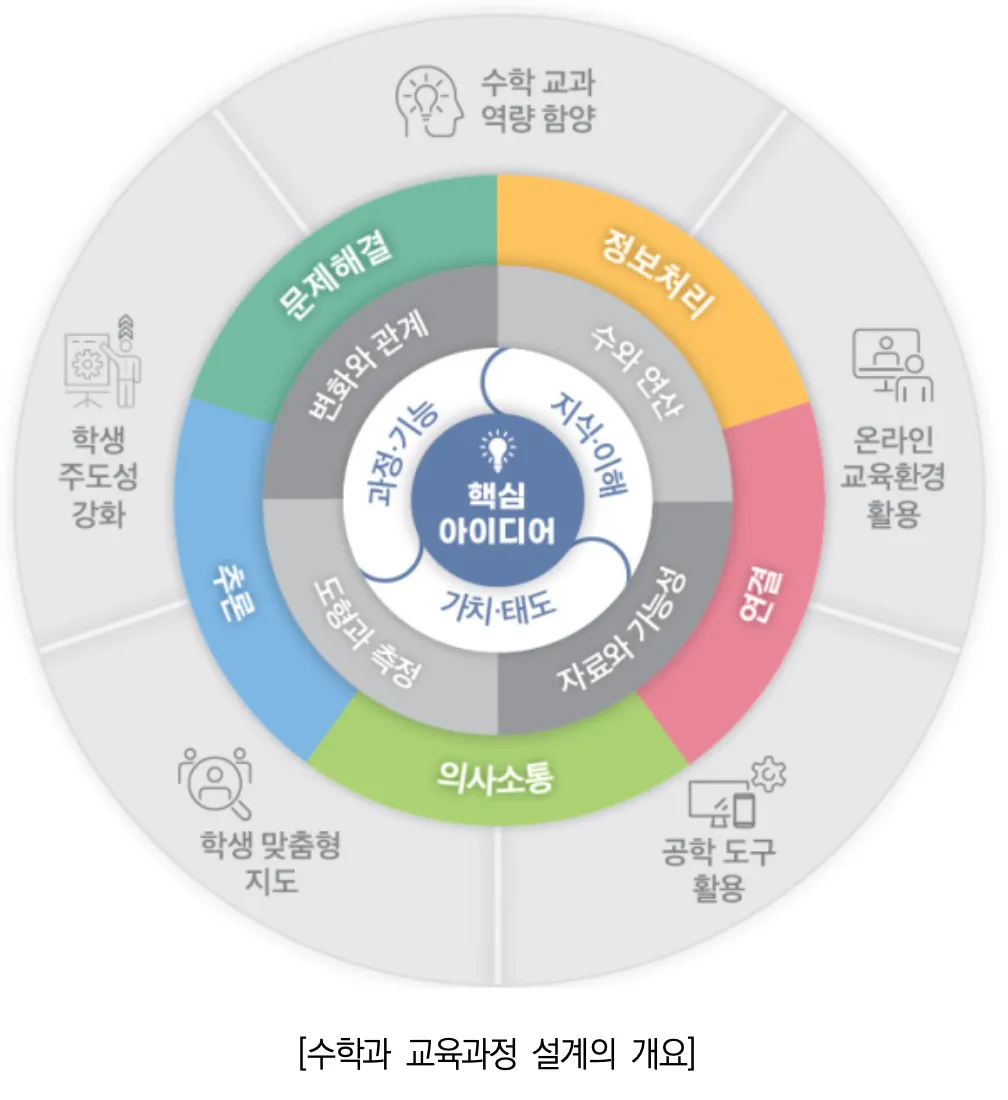 수학 교과
역량 함양
문제해결
정보처리
변화와 관계
수와 연산
학생
주도성
강화
과정·기능
지식·이해
핵심
아이디어
온라인
교육환경
활용
추론
도형과 측정
가치·태도
자료와 가능성
연결
의사소통
학생 맞춤형
지도
공학 도구
활용
[수학과 교육과정 설계의 개요]